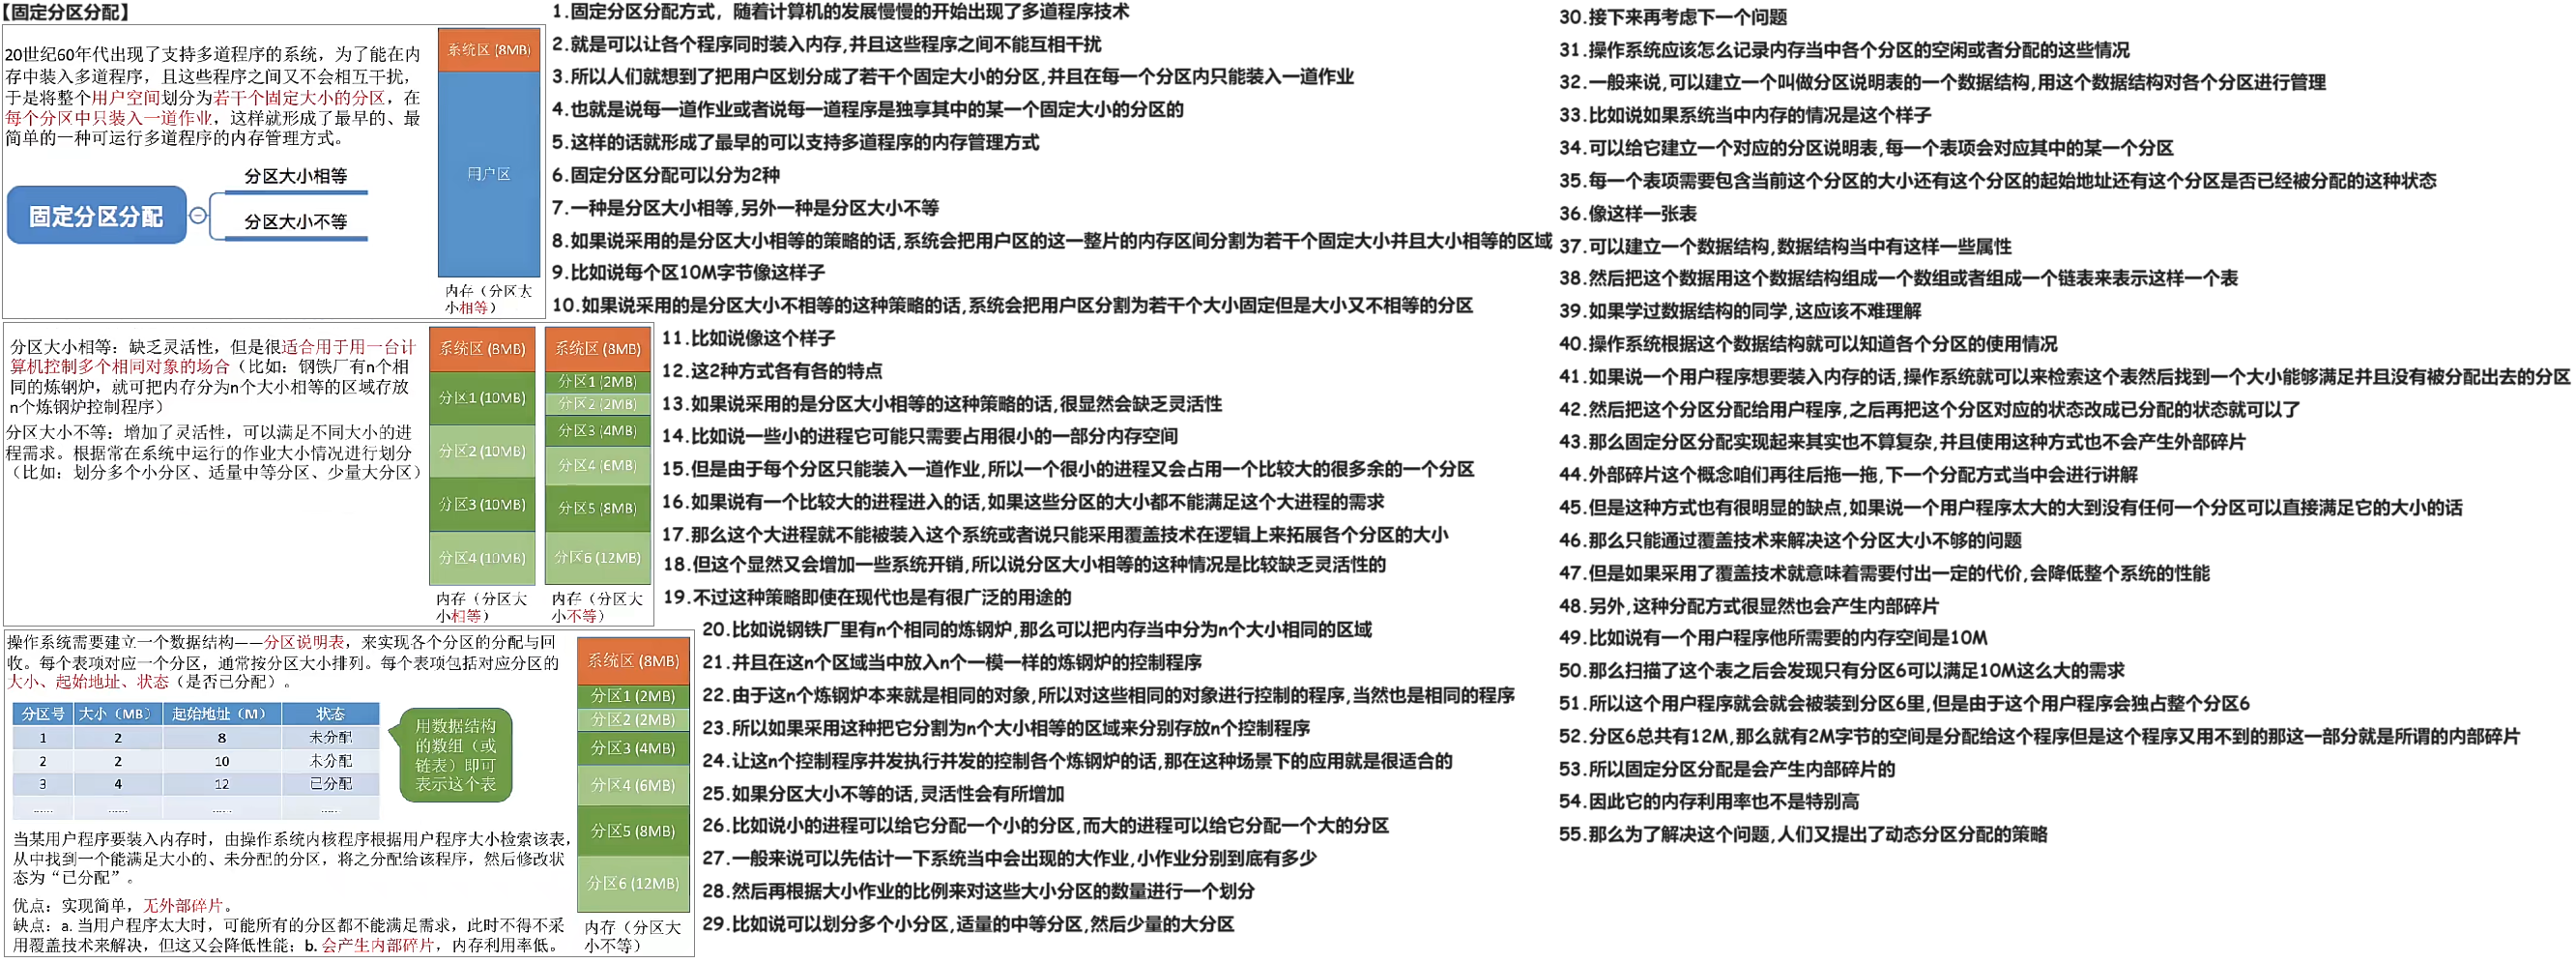 【固定分区分配】
20世纪60年代出现了支持多道程序的系统，为了能在内
存中装入多道程序，且这些程序之间又不会相互干扰，
于是将整个用户空间划分为若干个固定大小的分区，在
每个分区中只装入一道作业，这样就形成了最早的、最
简单的一种可运行多道程序的内存管理方式。
固定分区分配
分区大小相等
分区大小不等
系统区 (8MB)
用户区
内存（分区大
小相等）
分区大小相等：缺乏灵活性，但是很适合用于用一台计
算机控制多个相同对象的场合（比如：钢铁厂有n个相
同的炼钢炉，就可把内存分为n个大小相等的区域存放
n个炼钢炉控制程序）
分区大小不等：增加了灵活性，可以满足不同大小的进
程需求。根据常在系统中运行的作业大小情况进行划分
（比如：划分多个小分区、适量中等分区、少量大分区）
系统区 (8MB)
分区1 (10MB)
分区2 (10MB)
分区3 (10MB)
分区4 (10MB)
内存（分区大
小相等）
系统区 (8MB)
分区1 (2MB)
分区2 (2MB)
分区3 (4MB)
分区4 (6MB)
分区5 (8MB)
分区6 (12MB)
内存（分区大
小不等）
操作系统需要建立一个数据结构——分区说明表，来实现各个分区的分配与回
收。每个表项对应一个分区，通常按分区大小排列。每个表项包括对应分区的
大小、起始地址、状态（是否已分配）。
分区号 大小（MB） 起始地址（M） 状态
1 2 8 未分配
2 2 10 未分配
3 4 12 已分配
...... ...... ...... ......
用数据结构
的数组（或
链表）即可
表示这个表
当某用户程序要装入内存时，由操作系统内核程序根据用户程序大小检索该表，
从中找到一个能满足大小的、未分配的分区，将之分配给该程序，然后修改状
态为“已分配”。
优点：实现简单，无外部碎片。
缺点：a. 当用户程序太大时，可能所有的分区都不能满足需求，此时不得不采
用覆盖技术来解决，但这又会降低性能；b. 会产生内部碎片，内存利用率低。
系统区 (8MB)
分区1 (2MB)
分区2 (2MB)
分区3 (4MB)
分区4 (6MB)
分区5 (8MB)
分区6 (12MB)
内存（分区大
小不等）
1.固定分区分配方式，随着计算机的发展慢慢的开始出现了多道程序技术
2.就是可以让各个程序同时装入内存,并且这些程序之间不能互相干扰
3.所以人们就想到了把用户区划分成了若干个固定大小的分区,并且在每一个分区内只能装入一道作业
4.也就是说每一道作业或者说每一道程序是独享其中的某一个固定大小的分区的
5.这样的话就形成了最早的可以支持多道程序的内存管理方式
6.固定分区分配可以分为2种
7.一种是分区大小相等,另外一种是分区大小不等
8.如果说采用的是分区大小相等的策略的话,系统会把用户区的这一整片的内存区间分割为若干个固定大小并且大小相等的区域
9.比如说每个区10M字节像这样子
10.如果说采用的是分区大小不相等的这种策略的话,系统会把用户区分割为若干个大小固定但是大小又不相等的分区
11.比如说像这个样子
12.这2种方式各有各的特点
13.如果说采用的是分区大小相等的这种策略的话,很显然会缺乏灵活性
14.比如说一些小的进程它可能只需要占用很小的一部分内存空间
15.但是由于每个分区只能装入一道作业,所以一个很小的进程又会占用一个比较大的很多余的一个分区
16.如果说有一个比较大的进程进入的话,如果这些分区的大小都不能满足这个大进程的需求
17.那么这个大进程就不能被装入这个系统或者说只能采用覆盖技术在逻辑上来拓展各个分区的大小
18.但这个显然又会增加一些系统开销,所以说分区大小相等的这种情况是比较缺乏灵活性的
19.不过这种策略即使在现代也是有很广泛的用途的
20.比如说钢铁厂里有n个相同的炼钢炉,那么可以把内存当中分为n个大小相同的区域
21.并且在这n个区域当中放入n个一模一样的炼钢炉的控制程序
22.由于这n个炼钢炉本来就是相同的对象,所以对这些相同的对象进行控制的程序,当然也是相同的程序
23.所以如果采用这种把它分割为n个大小相等的区域来分别存放n个控制程序
24.让这n个控制程序并发执行并发的控制各个炼钢炉的话,那在这种场景下的应用就是很适合的
25.如果分区大小不等的话,灵活性会有所增加
26.比如说小的进程可以给它分配一个小的分区,而大的进程可以给它分配一个大的分区
27.一般来说可以先估计一下系统当中会出现的大作业,小作业分别到底有多少
28.然后再根据大小作业的比例来对这些大小分区的数量进行一个划分
29.比如说可以划分多个小分区,适量的中等分区,然后少量的大分区
30.接下来再考虑下一个问题
31.操作系统应该怎么记录内存当中各个分区的空闲或者分配的这些情况
32.一般来说,可以建立一个叫做分区说明表的一个数据结构,用这个数据结构对各个分区进行管理
33.比如说如果系统当中内存的情况是这个样子
34.可以给它建立一个对应的分区说明表,每一个表项会对应其中的某一个分区
35.每一个表项需要包含当前这个分区的大小还有这个分区的起始地址还有这个分区是否已经被分配的这种状态
36.像这样一张表
37.可以建立一个数据结构,数据结构当中有这样一些属性
38.然后把这个数据用这个数据结构组成一个数组或者组成一个链表来表示这样一个表
39.如果学过数据结构的同学,这应该不难理解
40.操作系统根据这个数据结构就可以知道各个分区的使用情况
41.如果说一个用户程序想要装入内存的话,操作系统就可以来检索这个表然后找到一个大小能够满足并且没有被分配出去的分区
42.然后把这个分区分配给用户程序,之后再把这个分区对应的状态改成已分配的状态就可以了
43.那么固定分区分配实现起来其实也不算复杂,并且使用这种方式也不会产生外部碎片
44.外部碎片这个概念咱们再往后拖一拖,下一个分配方式当中会进行讲解
45.但是这种方式也有很明显的缺点,如果说一个用户程序太大的大到没有任何一个分区可以直接满足它的大小的话
46.那么只能通过覆盖技术来解决这个分区大小不够的问题
47.但是如果采用了覆盖技术就意味着需要付出一定的代价,会降低整个系统的性能
48.另外,这种分配方式很显然也会产生内部碎片
49.比如说有一个用户程序他所需要的内存空间是10M
50.那么扫描了这个表之后会发现只有分区6可以满足10M这么大的需求
51.所以这个用户程序就会就会被装到分区6里,但是由于这个用户程序会独占整个分区6
52.分区6总共有12M,那么就有2M字节的空间是分配给这个程序但是这个程序又用不到的那这一部分就是所谓的内部碎片
53.所以固定分区分配是会产生内部碎片的
54.因此它的内存利用率也不是特别高
55.那么为了解决这个问题,人们又提出了动态分区分配的策略